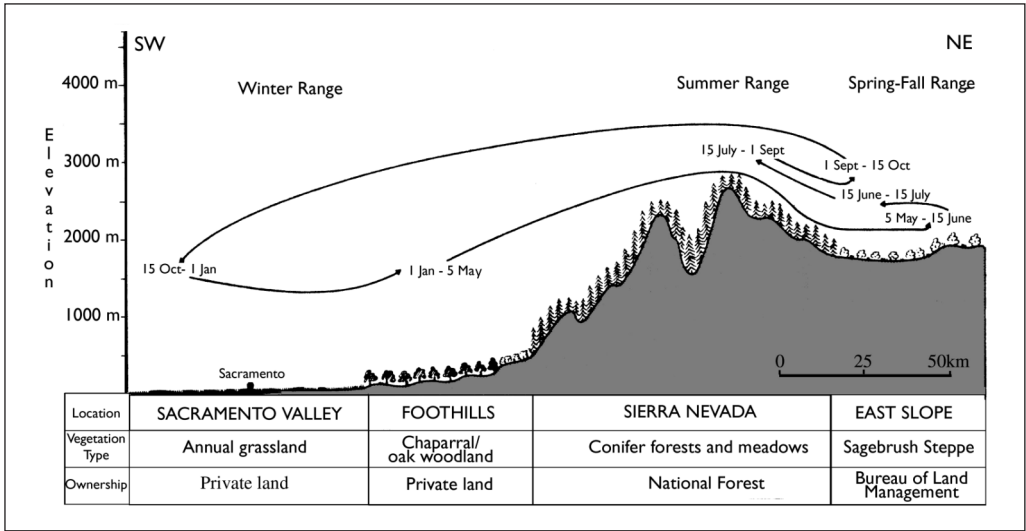 SW
NE
4000 m
Winter Range
Summer Range
Spring-Fall Range
Elevation
3000 m
15 July - 1 Sept
1 Sept - 15 Oct
15 June - 15 July
5 May - 15 June
2000 m
15 Oct- 1 Jan
1 Jan - 5 May
1000 m
0 25 50km
Sacramento
Location SACRAMENTO VALLEY FOOTHILLS SIERRA NEVADA EAST SLOPE
Vegetation
Type
Annual grassland
Chaparral/
oak woodland
Conifer forests and meadows
Sagebrush Steppe
Ownership
Private land
Private land
National Forest
Bureau of Land
Management